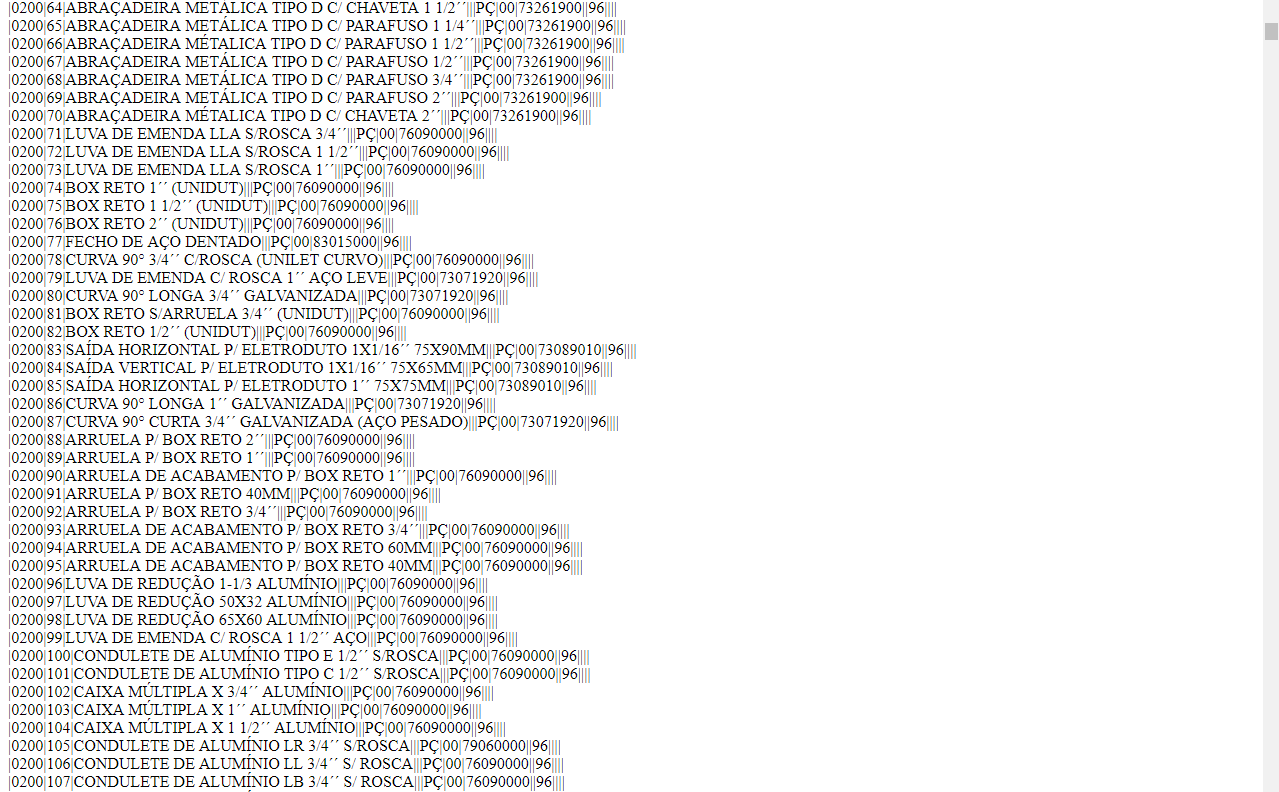 |0200|64|ABRAÇADEIRA METÁLICA TIPO D C/ CHAVETA 1 1/2´´|||PÇ|00|73261900||96||||
|0200|65|ABRAÇADEIRA METÁLICA TIPO D C/ PARAFUSO 1 1/4´´|||PÇ|00|73261900||96||||
|0200|66|ABRAÇADEIRA MÉTALICA TIPO D C/ PARAFUSO 1 1/2´´|||PÇ|00|73261900||96||||
|0200|67|ABRAÇADEIRA METÁLICA TIPO D C/ PARAFUSO 1/2´´|||PÇ|00|73261900||96||||
|0200|68|ABRAÇADEIRA METÁLICA TIPO D C/ PARAFUSO 3/4´´|||PÇ|00|73261900||96||||
|0200|69|ABRAÇADEIRA METÁLICA TIPO D C/ PARAFUSO 2´´|||PÇ|00|73261900||96||||
|0200|70|ABRAÇADEIRA MÉTALICA TIPO D C/ CHAVETA 2´´|||PÇ|00|73261900||96||||
|0200|71|LUVA DE EMENDA LLA S/ROSCA 3/4´´|||PÇ|00|76090000||96||||
|0200|72|LUVA DE EMENDA LLA S/ROSCA 1 1/2´´|||PÇ|00|76090000||96||||
|0200|73|LUVA DE EMENDA LLA S/ROSCA 1´´|||PÇ|00|76090000||96||||
|0200|74|BOX RETO 1´´ (UNIDUT)|||PÇ|00|76090000||96||||
|0200|75|BOX RETO 1 1/2´´ (UNIDUT)|||PÇ|00|76090000||96||||
|0200|76|BOX RETO 2´´ (UNIDUT)|||PÇ|00|76090000||96||||
|0200|77|FECHO DE AÇO DENTADO|||PÇ|00|83015000||96||||
|0200|78|CURVA 90° 3/4´´ C/ROSCA (UNILET CURVO)|||PÇ|00|76090000||96||||
|0200|79|LUVA DE EMENDA C/ ROSCA 1´´ AÇO LEVE|||PÇ|00|73071920||96||||
|0200|80|CURVA 90° LONGA 3/4´´ GALVANIZADA|||PÇ|00|73071920||96||||
|0200|81|BOX RETO S/ARRUELA 3/4´´ (UNIDUT)|||PÇ|00|76090000||96||||
|0200|82|BOX RETO 1/2´´ (UNIDUT)|||PÇ|00|76090000||96||||
|0200|83|SAÍDA HORIZONTAL P/ ELETRODUTO 1X1/16´´ 75X90MM|||PÇ|00|73089010||96||||
|0200|84|SAÍDA VERTICAL P/ ELETRODUTO 1X1/16´´ 75X65MM|||PÇ|00|73089010||96||||
|0200|85|SAÍDA HORIZONTAL P/ ELETRODUTO 1´´ 75X75MM|||PÇ|00|73089010||96||||
|0200|86|CURVA 90° LONGA 1´´ GALVANIZADA|||PÇ|00|73071920||96||||
|0200|87|CURVA 90° CURTA 3/4´´ GALVANIZADA (AÇO PESADO)|||PÇ|00|73071920||96||||
|0200|88|ARRUELA P/ BOX RETO 2´´|||PÇ|00|76090000||96||||
|0200|89|ARRUELA P/ BOX RETO 1´´|||PÇ|00|76090000||96||||
|0200|90|ARRUELA DE ACABAMENTO P/ BOX RETO 1´´|||PÇ|00|76090000||96||||
|0200|91|ARRUELA P/ BOX RETO 40MM|||PÇ|00|76090000||96||||
|0200|92|ARRUELA P/ BOX RETO 3/4´´|||PÇ|00|76090000||96||||
|0200|93|ARRUELA DE ACABAMENTO P/ BOX RETO 3/4´´|||PÇ|00|76090000||96||||
|0200|94|ARRUELA DE ACABAMENTO P/ BOX RETO 60MM|||PÇ|00|76090000||96||||
|0200|95|ARRUELA DE ACABAMENTO P/ BOX RETO 40MM|||PÇ|00|76090000||96||||
|0200|96|LUVA DE REDUÇÃO 1-1/3 ALUMÍNIO|||PÇ|00|76090000||96||||
|0200|97|LUVA DE REDUÇÃO 50X32 ALUMÍNIO|||PÇ|00|76090000||96||||
|0200|98|LUVA DE REDUÇÃO 65X60 ALUMÍNIO|||PÇ|00|76090000||96||||
|0200|99|LUVA DE EMENDA C/ ROSCA 1 1/2´´ AÇO|||PÇ|00|76090000||96||||
|0200|100|CONDULETE DE ALUMÍNIO TIPO E 1/2´´ S/ROSCA|||PÇ|00|76090000||96||||
|0200|101|CONDULETE DE ALUMÍNIO TIPO C 1/2´´ S/ROSCA|||PÇ|00|76090000||96||||
|0200|102|CAIXA MÚLTIPLA X 3/4´´ ALUMÍNIO|||PÇ|00|76090000||96||||
|0200|103|CAIXA MÚLTIPLA X 1´´ ALUMÍNIO|||PÇ|00|76090000||96||||
|0200|104|CAIXA MÚLTIPLA X 1 1/2´´ ALUMÍNIO|||PÇ|00|76090000||96||||
|0200|105|CONDULETE DE ALUMÍNIO LR 3/4´´ S/ROSCA|||PÇ|00|79060000||96||||
|0200|106|CONDULETE DE ALUMÍNIO LL 3/4´´ S/ ROSCA|||PÇ|00|76090000||96||||
|0200|107|CONDULETE DE ALUMÍNIO LB 3/4´´ S/ ROSCA|||PÇ|00|76090000||96||||